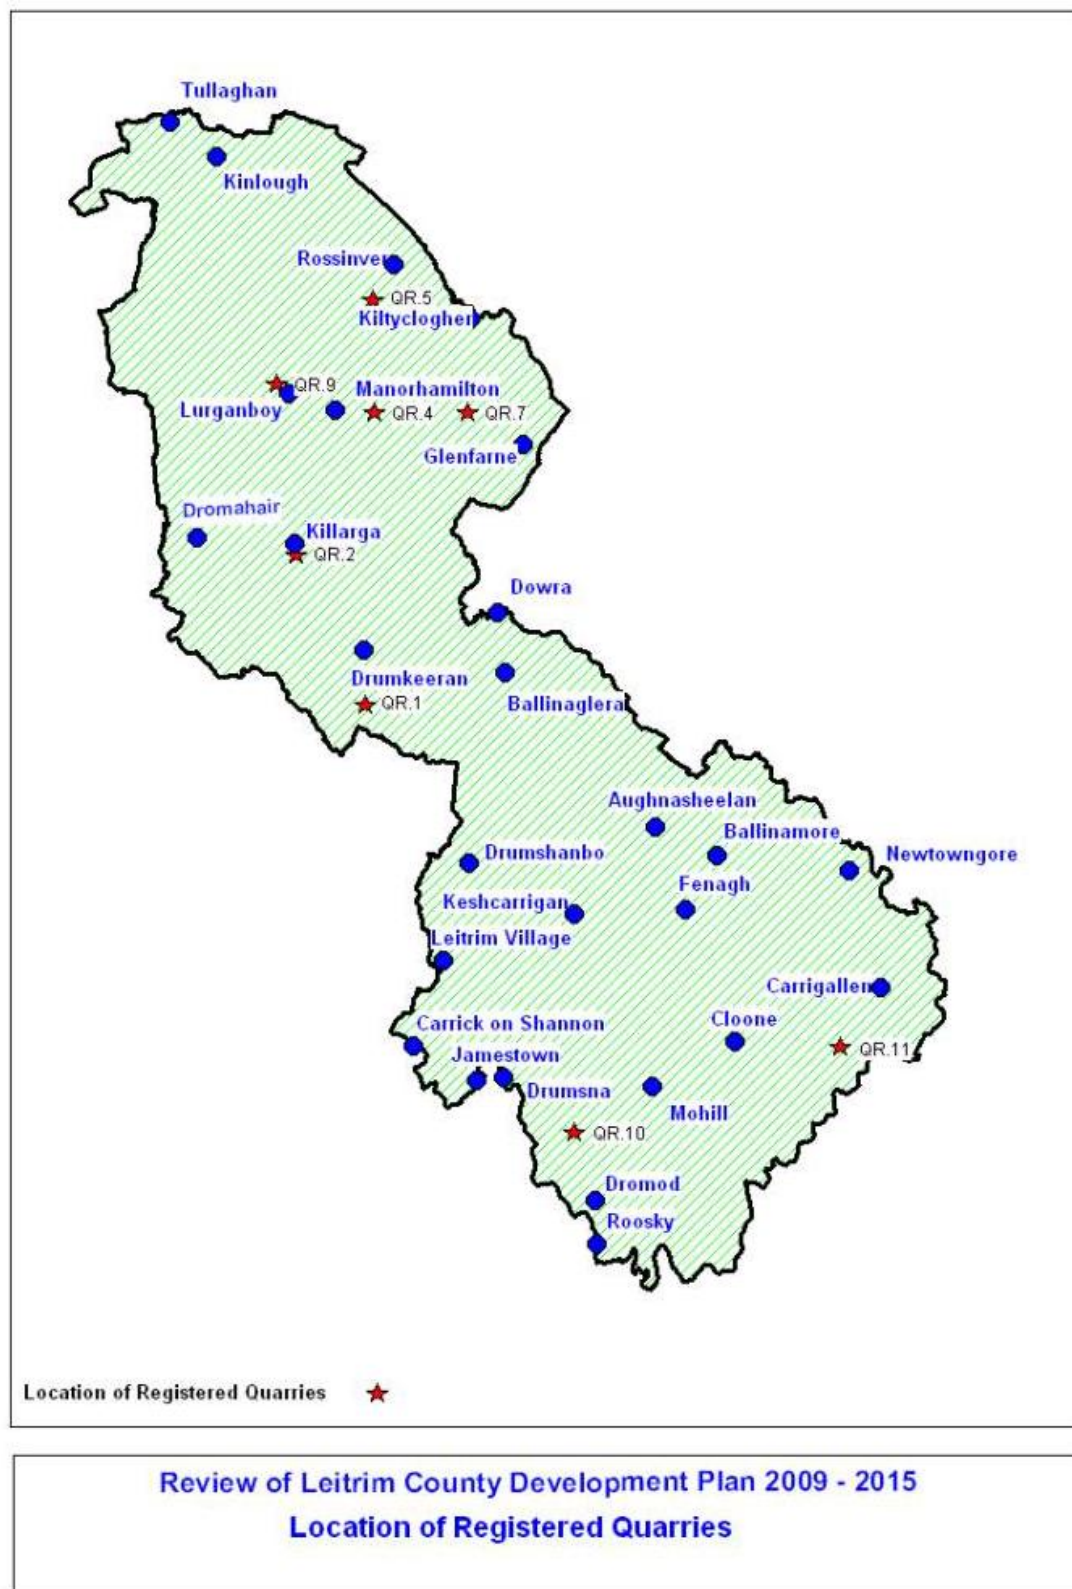 Tullaghan
Kinlough
Rossinver
QR.5
Kiltyclogher
QR.9
Manorhamilton
Lurganboy
QR.4
QR.7
Glenfarne
Dromahair
Killarga
QR.2
Dowra
Drumkeeran
QR.1
Ballinaglera
Aughnasheelan
Ballinamore
Drumshanbo
Newtowngore
Fenagh
Keshcarrigan
Leitrim Village
Carrigallen
Cloone
Carrick on Shannon
QR.11
Jamestown
Drumsna
Mohill
QR.10
Dromod
Roosky
Location of Registered Quarries
Review of Leitrim County Development Plan 2009 - 2015
Location of Registered Quarries